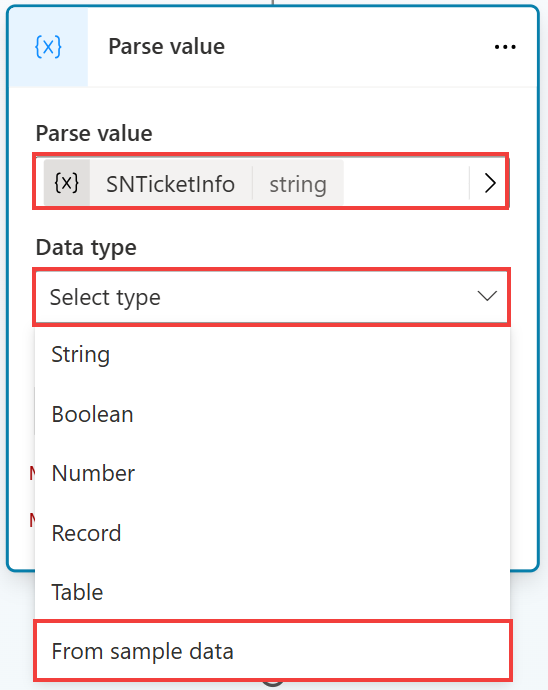 {x} Parse value ...
Parse value
{x} SNTicketInfo string
Data type
Select type
String
Boolean
Number
Record
Table
From sample data